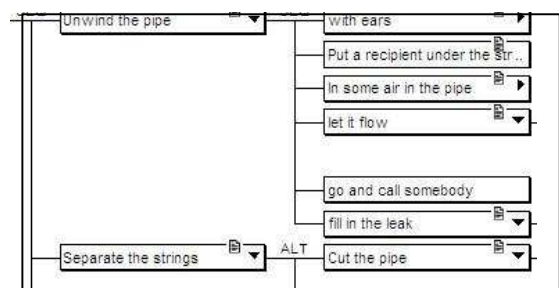 Unwind the pipe
with ears
Put a recipient under the str..
In some air in the pipe
let it flow
go and call somebody
fill in the leak
Separate the strings
ALT
Cut the pipe